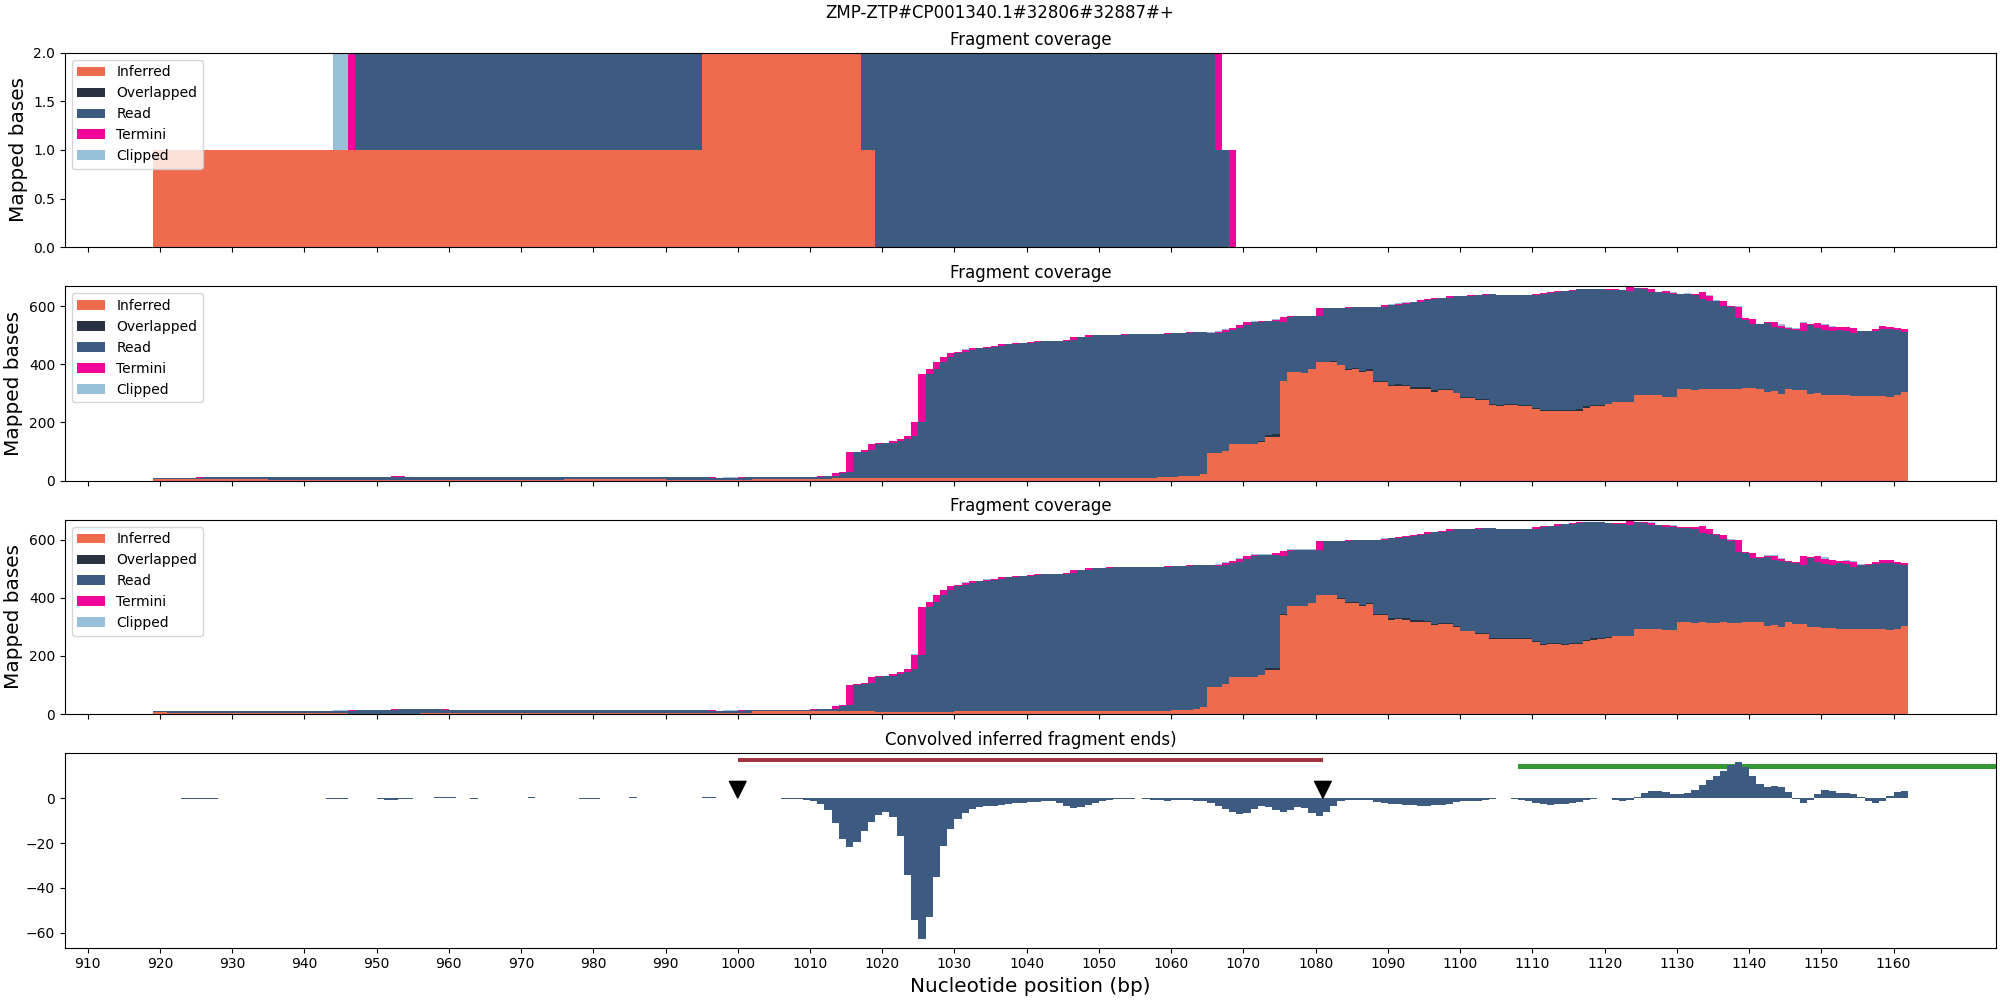 ZMP-ZTP#CP001340.1#32806#32887#+
Fragment coverage
Mapped bases
2.0
1.5
1.0
0.5
0.0
Inferred
Overlapped
Read
Termini
Clipped
Fragment coverage
Mapped bases
600
400
200
0
Inferred
Overlapped
Read
Termini
Clipped
Fragment coverage
Mapped bases
600
400
200
0
Inferred
Overlapped
Read
Termini
Clipped
Convolved inferred fragment ends)
0
−20
−40
−60
910 920 930 940 950 960 970 980 990 1000 1010 1020 1030 1040 1050 1060 1070 1080 1090 1100 1110 1120 1130 1140 1150 1160
Nucleotide position (bp)